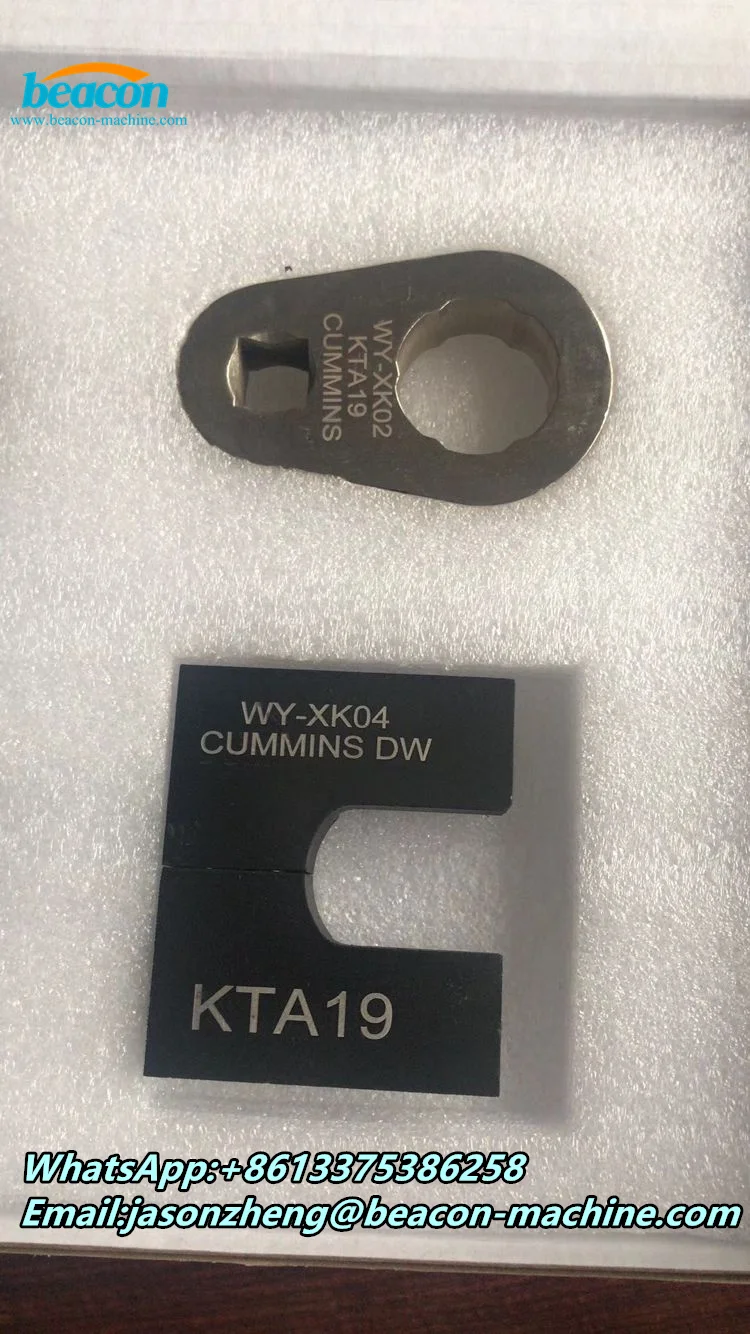 beacon
www.beacon-machine.com
WY-XK02
KTA19
CUMMINS
WY-XK04
CUMMINS DW
KTA19
WhatsApp:+8613375386258
Email:jasonzheng@beacon-machine.com